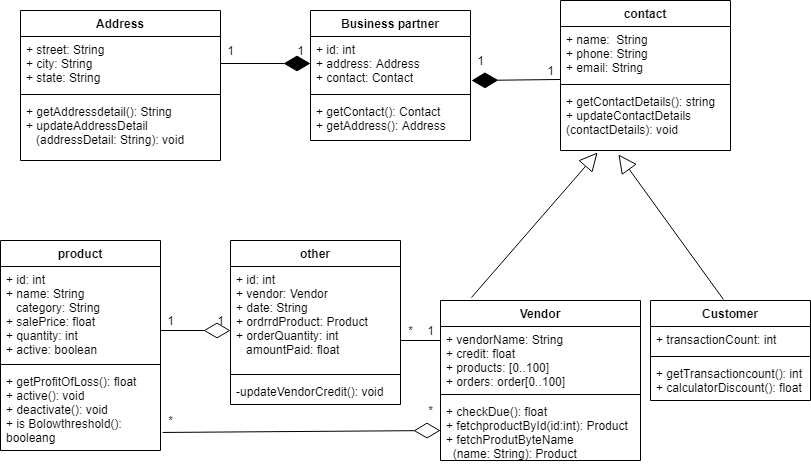 Address
+ street: String
+ city: String
+ state: String
+ getAddressdetail(): String
+ updateAddressDetail
(addressDetail: String): void
1
1
Business partner
+ id: int
+ address: Address
+ contact: Contact
+ getContact(): Contact
+ getAddress(): Address
1
1
contact
+ name:  String
+ phone: String
+ email: String
+ getContactDetails(): string
+ updateContactDetails
(contactDetails): void
product
+ id: int
+ name: String
category: String
+ salePrice: float
+ quantity: int
+ active: boolean
+ getProfitOfLoss(): float
+ active(): void
+ deactivate(): void
+ is Bolowthreshold():
booleang
1
1
other
+ id: int
+ vendor: Vendor
+ date: String
+ ordrrdProduct: Product
+ orderQuantity: int
amountPaid: float
-updateVendorCredit(): void
*
1
*
*
Vendor
+ vendorName: String
+ credit: float
+ products: [0..100]
+ orders: order[0..100]
+ checkDue(): float
+ fetchproductById(id:int): Product
+ fetchProdutByteName
(name: String): Product
Customer
+ transactionCount: int
+ getTransactioncount(): int
+ calculatorDiscount(): float